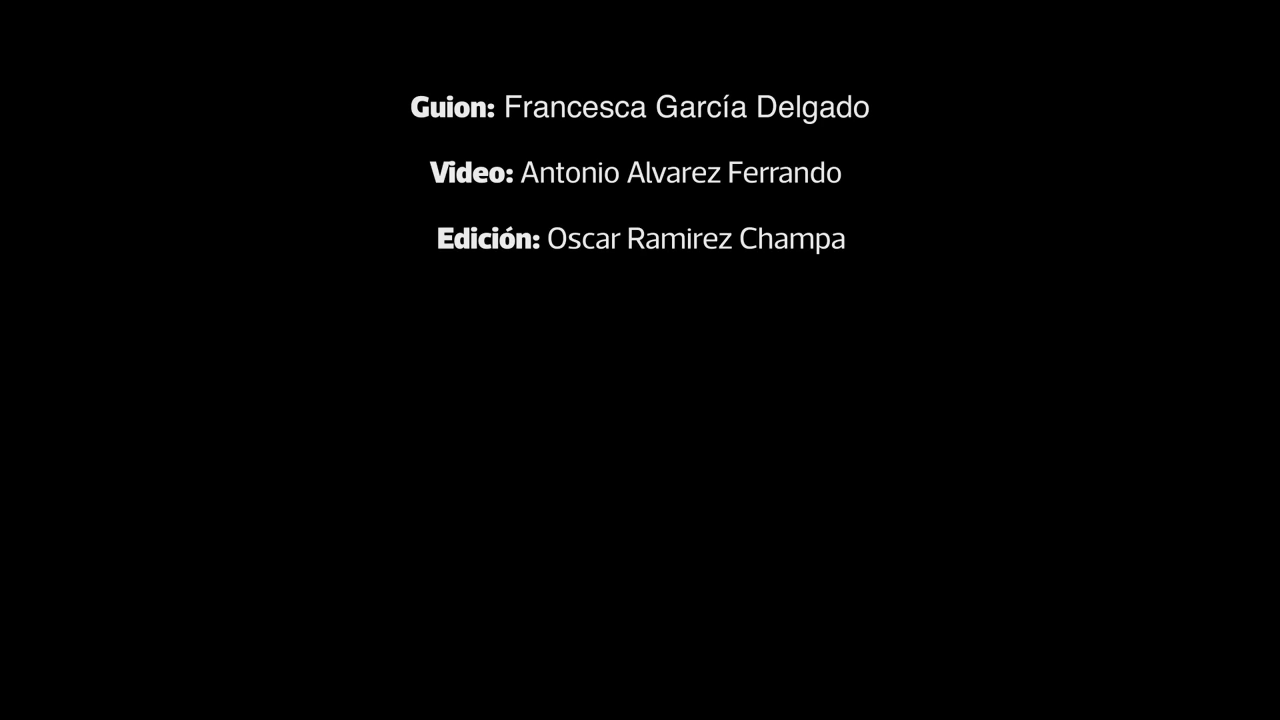 Guion: Francesca García Delgado
Video: Antonio Alvarez Ferrando
Edición: Oscar Ramirez Champa